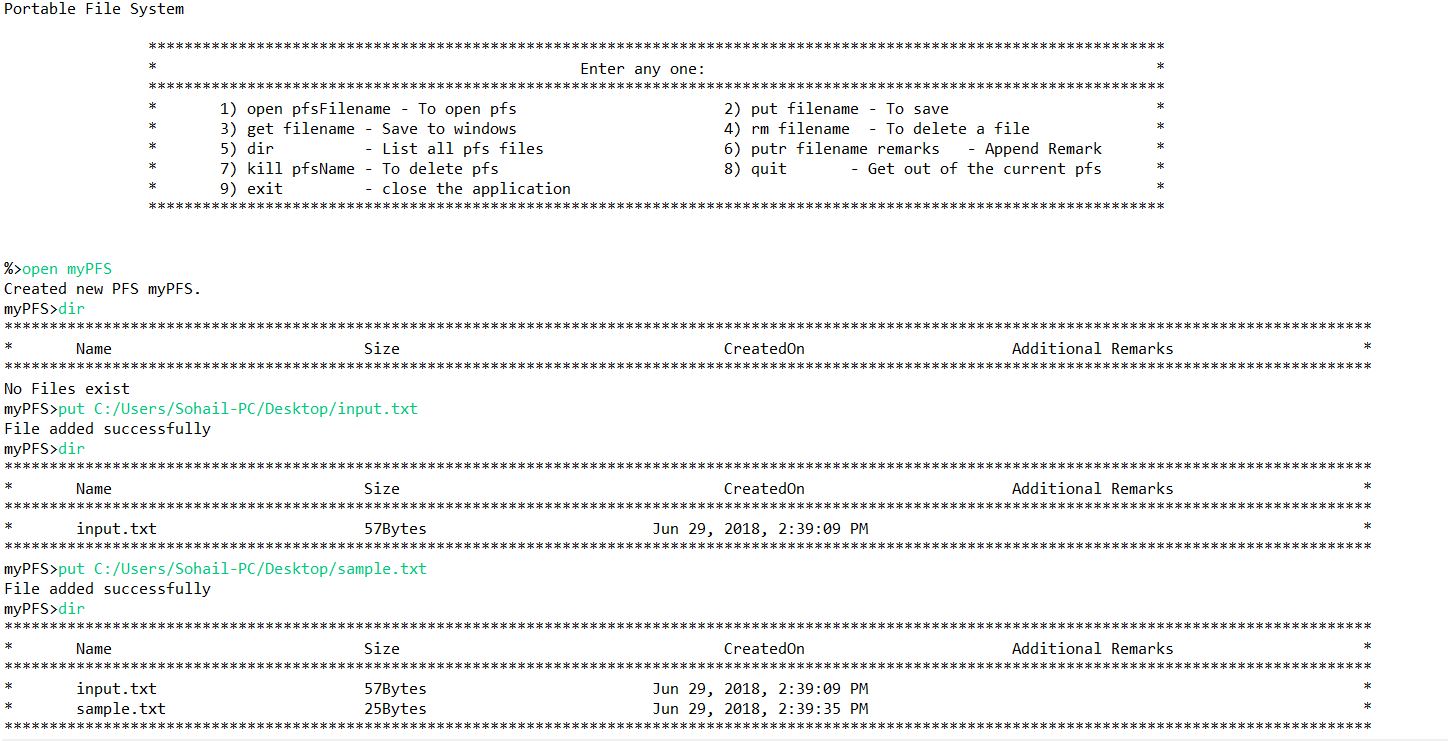 Portable File System
*****************************************************************************************************************
* Enter any one: *
*****************************************************************************************************************
* 1) open pfsFilename - To open pfs 2) put filename - To save *
* 3) get filename - Save to windows 4) rm filename - To delete a file *
* 5) dir - List all pfs files 6) putr filename remarks - Append Remark *
* 7) kill pfsName - To delete pfs 8) quit - Get out of the current pfs *
* 9) exit - close the application *
*****************************************************************************************************************
%>open myPFS
Created new PFS myPFS.
myPFS>dir
********************************************************************************************************************************************************
* Name Size CreatedOn Additional Remarks *
********************************************************************************************************************************************************
No Files exist
myPFS>put C:/Users/Sohail-PC/Desktop/input.txt
File added successfully
myPFS>dir
********************************************************************************************************************************************************
* Name Size CreatedOn Additional Remarks *
********************************************************************************************************************************************************
* input.txt 57Bytes Jun 29, 2018, 2:39:09 PM *
********************************************************************************************************************************************************
myPFS>put C:/Users/Sohail-PC/Desktop/sample.txt
File added successfully
myPFS>dir
********************************************************************************************************************************************************
* Name Size CreatedOn Additional Remarks *
********************************************************************************************************************************************************
* input.txt 57Bytes Jun 29, 2018, 2:39:09 PM *
* sample.txt 25Bytes Jun 29, 2018, 2:39:35 PM *
********************************************************************************************************************************************************